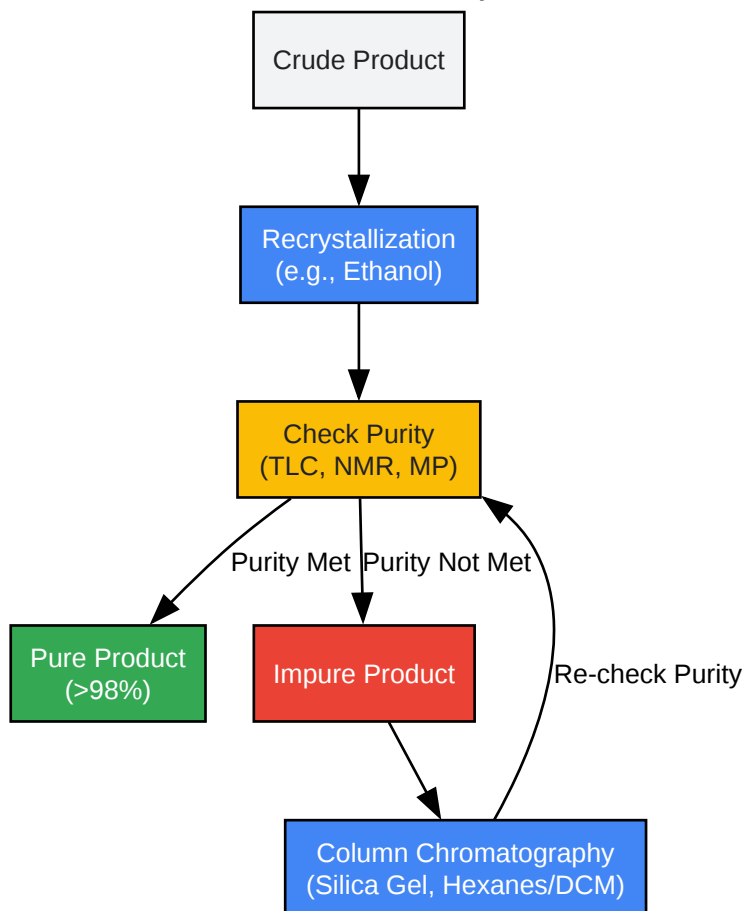 Crude Product
Recrystallization
(e.g., Ethanol)
Check Purity
(TLC, NMR, MP)
Purity Met
Purity Not Met
Pure Product
(>98%)
Impure Product
Re-check Purity
Column Chromatography
(Silica Gel, Hexanes/DCM)